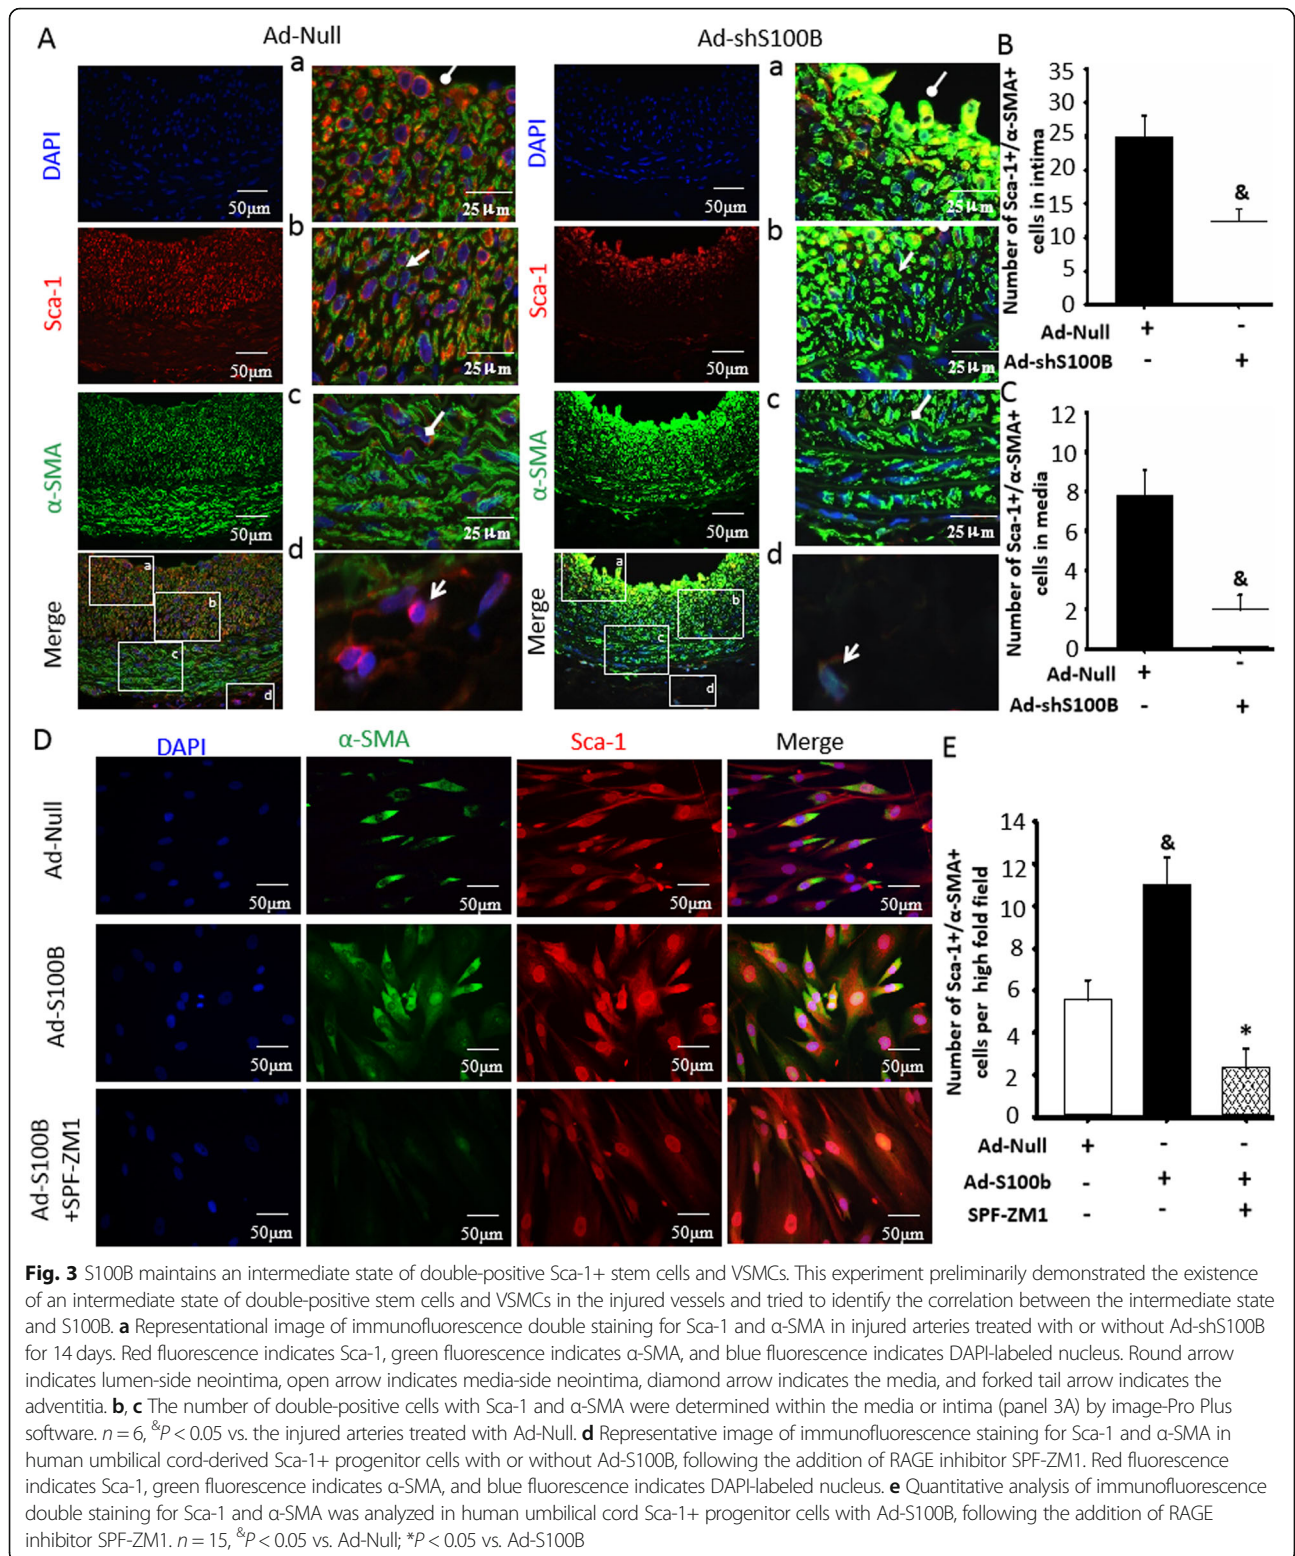 A
Ad-Null
Ad-shS100B
a
a
DAPI
50μm
25μm
DAPI
50μm
25μm
b
b
Sca-1
50μm
25μm
Sca-1
50μm
25μm
c
c
α-SMA
50μm
25μm
α-SMA
50μm
25μm
d
d
Merge
a
b
c
d
Merge
a
b
c
d
B
Number of Sca-1+/α-SMA+
cells in intima
35
30
25
20
15
10
5
0
&
Ad-Null + -
Ad-shS100B - +
C
Number of Sca-1+/α-SMA+
cells in media
12
10
8
6
4
2
0
&
Ad-Null + -
Ad-shS100B - +
D
DAPI α-SMA Sca-1 Merge
Ad-Null
50μm 50μm 50μm 50μm
Ad-S100B
50μm 50μm 50μm 50μm
Ad-S100B
+SPF-ZM1
50μm 50μm 50μm 50μm
E
Number of Sca-1+/α-SMA+
cells per high fold field
14
12
10
8
6
4
2
0
&
*
Ad-Null + - -
Ad-S100b - + +
SPF-ZM1 - - +
Fig. 3 S100B maintains an intermediate state of double-positive Sca-1+ stem cells and VSMCs. This experiment preliminarily demonstrated the existence
of an intermediate state of double-positive stem cells and VSMCs in the injured vessels and tried to identify the correlation between the intermediate state
and S100B. a Representational image of immunofluorescence double staining for Sca-1 and α-SMA in injured arteries treated with or without Ad-shS100B
for 14 days. Red fluorescence indicates Sca-1, green fluorescence indicates α-SMA, and blue fluorescence indicates DAPI-labeled nucleus. Round arrow
indicates lumen-side neointima, open arrow indicates media-side neointima, diamond arrow indicates the media, and forked tail arrow indicates the
adventitia. b, c The number of double-positive cells with Sca-1 and α-SMA were determined within the media or intima (panel 3A) by image-Pro Plus
software. n = 6, &P < 0.05 vs. the injured arteries treated with Ad-Null. d Representative image of immunofluorescence staining for Sca-1 and α-SMA in
human umbilical cord-derived Sca-1+ progenitor cells with or without Ad-S100B, following the addition of RAGE inhibitor SPF-ZM1. Red fluorescence
indicates Sca-1, green fluorescence indicates α-SMA, and blue fluorescence indicates DAPI-labeled nucleus. e Quantitative analysis of immunofluorescence
double staining for Sca-1 and α-SMA was analyzed in human umbilical cord Sca-1+ progenitor cells with Ad-S100B, following the addition of RAGE
inhibitor SPF-ZM1. n = 15, &P < 0.05 vs. Ad-Null; *P < 0.05 vs. Ad-S100B